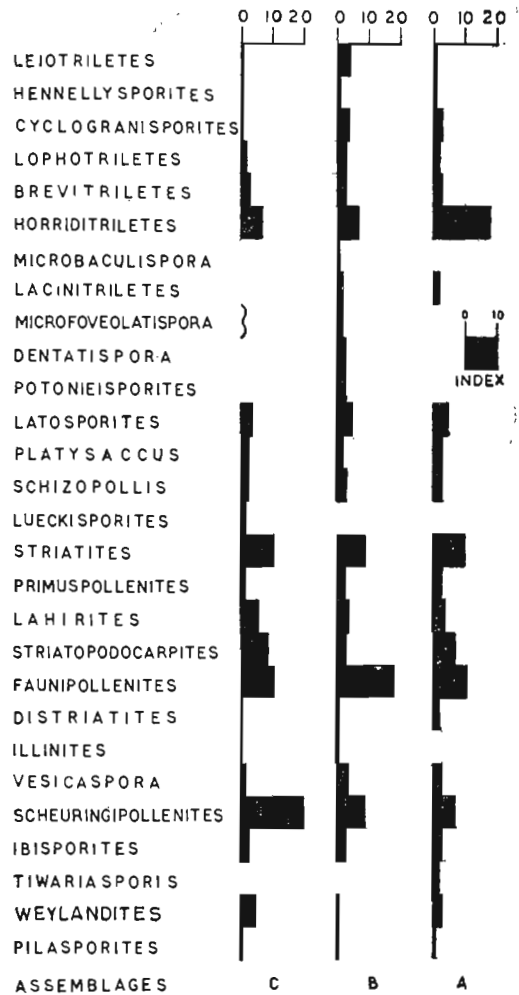 0 10 20 0 10 20 0 10 20
LEIOTRILETES
HENNELLYSPORITES
CYCLOGRANISPORITES
LOPHOTRILETES
BREVITRILETES
HORRIDITRILETES
MICROBACULISPORA
LACINITRILETES
MICROFOVEOLATISPORA
0 10
DENTATISPORA
INDEX
POTONIEISPORITES
LATOSPORITES
PLATYSACCUS
SCHIZOPOLLIS
LUECKISPORITES
STRIATITES
PRIMUSPOLLENITES
LAHIRITES
STRIATOPODOCARPITES
FAUNIPOLLENITES
DISTRIATITES
ILLINITES
VESICASPORA
SCHEURINGIPOLLENITES
IBISPORITES
TIWARIASPORIS
WEYLANDITES
PILASPORITES
ASSEMBLAGES C B A